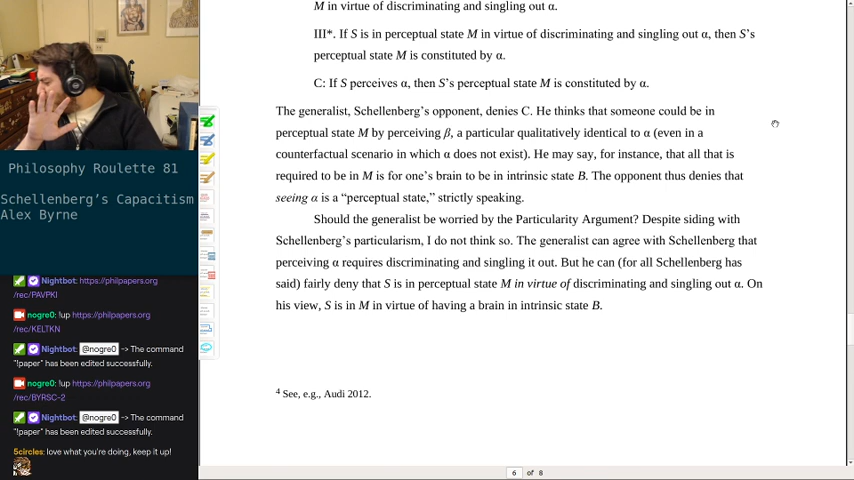 M in virtue of discriminating and singling out α.
III*. If S is in perceptual state M in virtue of discriminating and singling out α, then S's
perceptual state M is constituted by α.
C: If S perceives α, then S's perceptual state M is constituted by α.
The generalist, Schellenberg's opponent, denies C. He thinks that someone could be in
perceptual state M by perceiving β, a particular qualitatively identical to α (even in a
counterfactual scenario in which α does not exist). He may say, for instance, that all that is
required to be in M is for one's brain to be in intrinsic state B. The opponent thus denies that
seeing α is a “perceptual state,” strictly speaking.
Should the generalist be worried by the Particularity Argument? Despite siding with
Schellenberg's particularism, I do not think so. The generalist can agree with Schellenberg that
perceiving α requires discriminating and singling it out. But he can (for all Schellenberg has
said) fairly deny that S is in perceptual state M in virtue of discriminating and singling out α. On
his view, S is in M in virtue of having a brain in intrinsic state B.
4 See, e.g., Audi 2012.
6 of 8
Philosophy Roulette 81
Schellenberg's Capacitism
Alex Byrne
Nightbot: https://philpapers.org
/rec/PAVPKI
nogre0: !up https://philpapers.org
/rec/KELTKN
Nightbot: @nogre0 -> The command
"!paper" has been edited successfully.
nogre0: !up https://philpapers.org
/rec/BYRSC-2
Nightbot: @nogre0 -> The command
"!paper" has been edited successfully.
5circles: love what you're doing, keep it up!